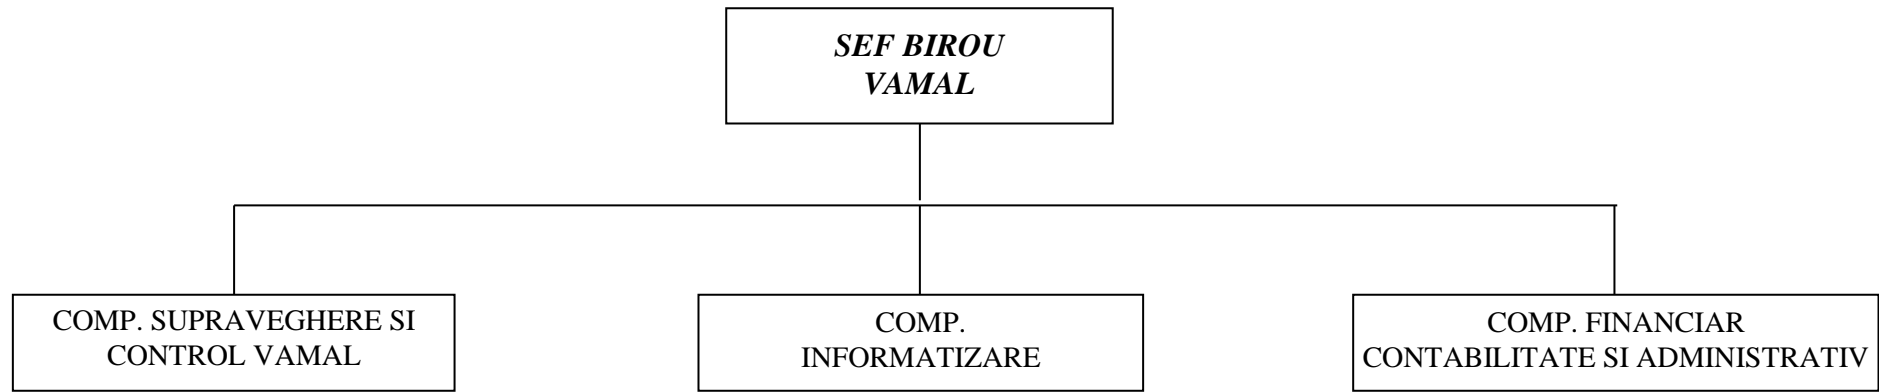 SEF BIROU
VAMAL
COMP. SUPRAVEGHERE SI
CONTROL VAMAL
COMP.
INFORMATIZARE
COMP. FINANCIAR
CONTABILITATE SI ADMINISTRATIV